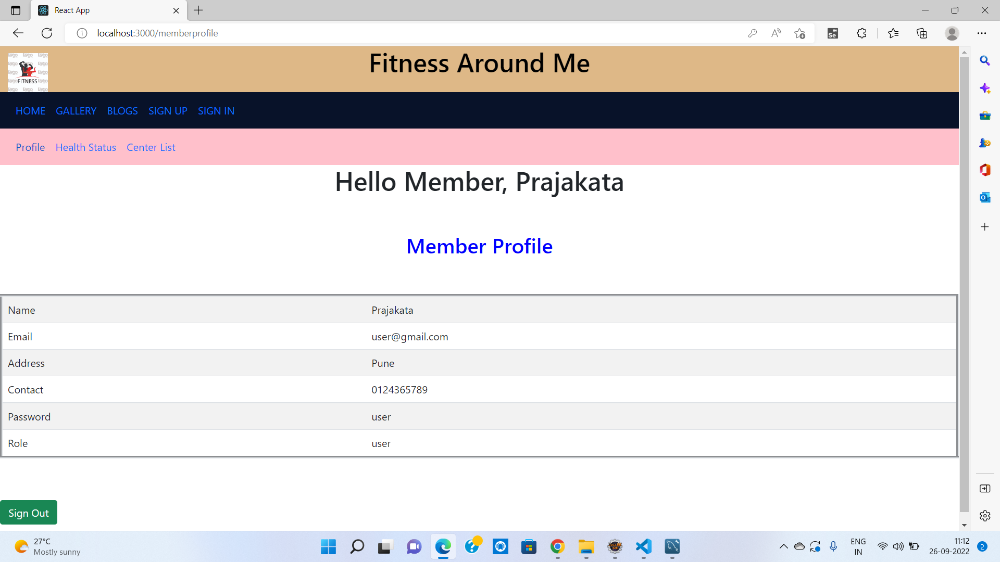 React App
localhost:3000/memberprofile
Fitness Around Me
FITNESS
HOME GALLERY BLOGS SIGN UP SIGN IN
Profile Health Status Center List
Hello Member, Prajakata
Member Profile
Name Prajakata
Email user@gmail.com
Address Pune
Contact 0124365789
Password user
Role user
Sign Out
27°C
Mostly sunny
ENG
IN
11:12
26-09-2022
2